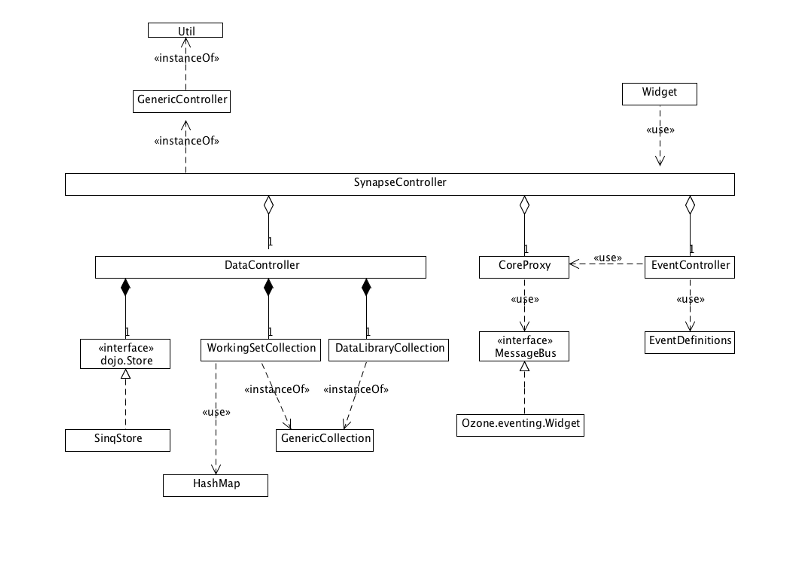 Util
«instanceOf»
GenericController
Widget
«instanceOf»
«use»
SynapseController
1
1
1
DataController
CoreProxy
«use»
EventController
«use»
«use»
1
1
1
«interface»
dojo.Store
WorkingSetCollection
DataLibraryCollection
«interface»
MessageBus
EventDefinitions
«instanceOf»
«instanceOf»
«use»
SinqStore
GenericCollection
Ozone.eventing.Widget
HashMap